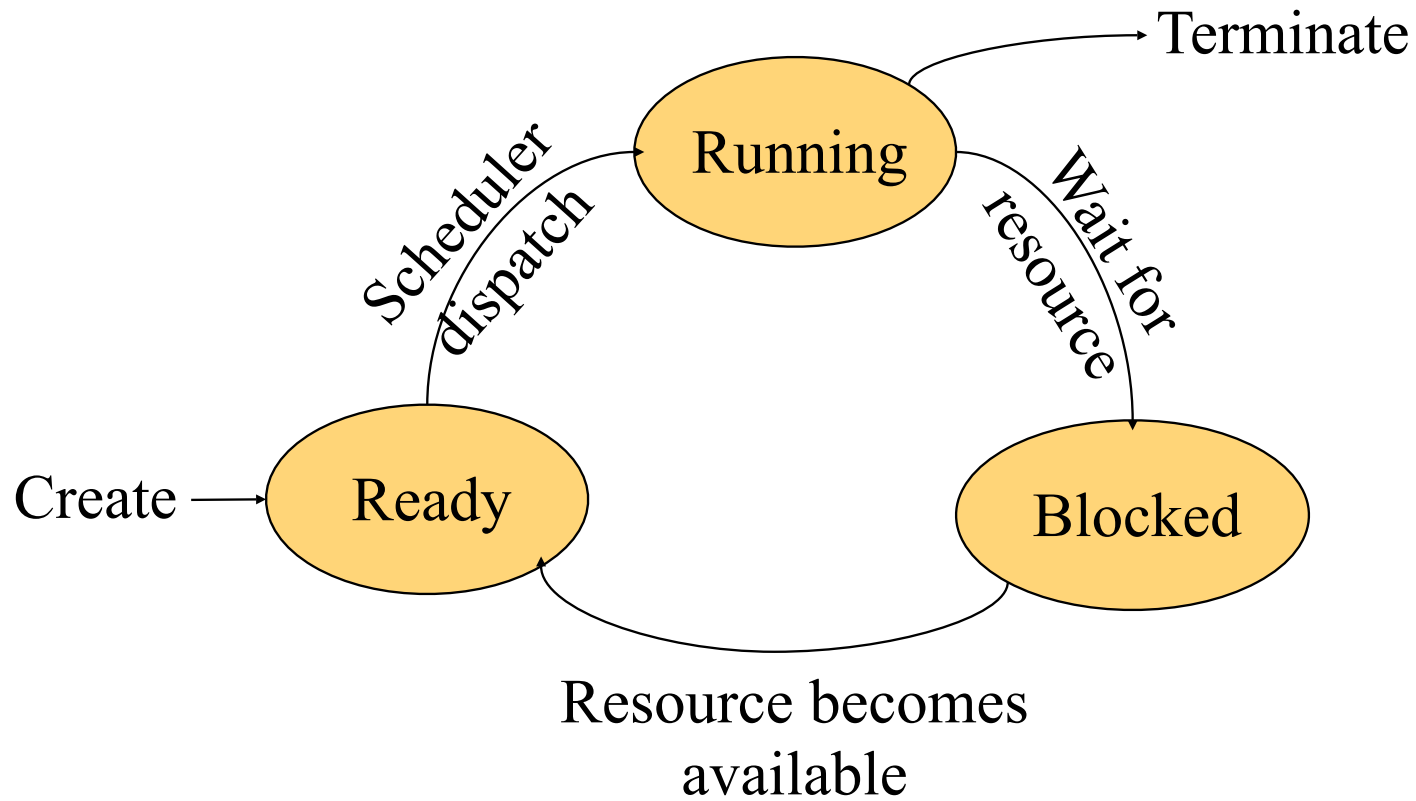 Terminate
Running
Scheduler
dispatch
Wait for
resource
Create
Ready
Blocked
Resource becomes
available